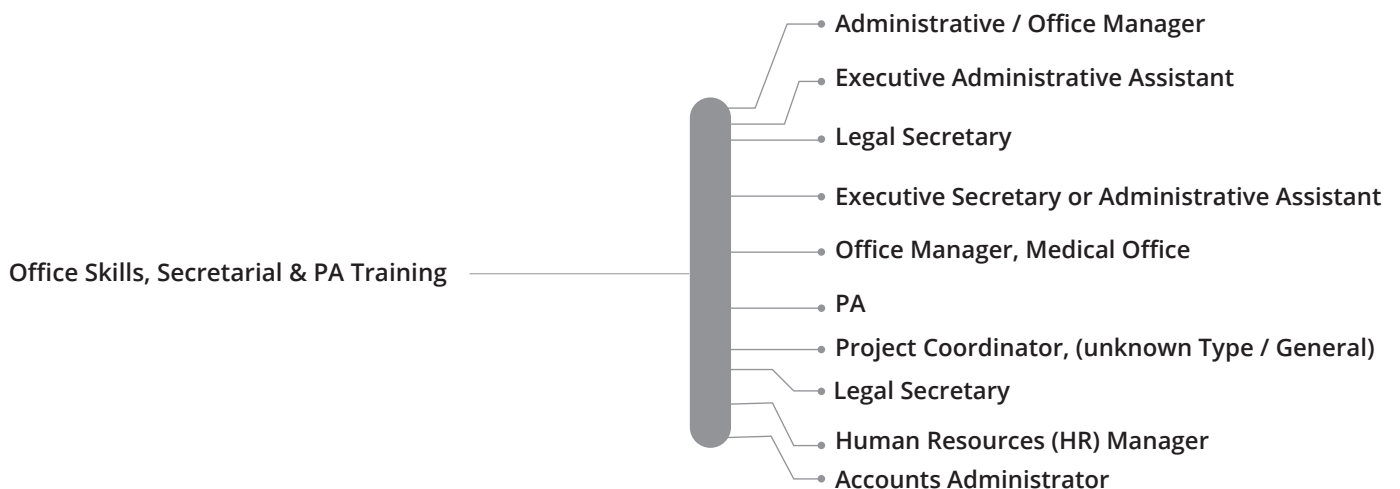 Administrative / Office Manager
Executive Administrative Assistant
Legal Secretary
Executive Secretary or Administrative Assistant
Office Manager, Medical Office
Office Skills, Secretarial & PA Training
PA
Project Coordinator, (unknown Type / General)
Legal Secretary
Human Resources (HR) Manager
Accounts Administrator